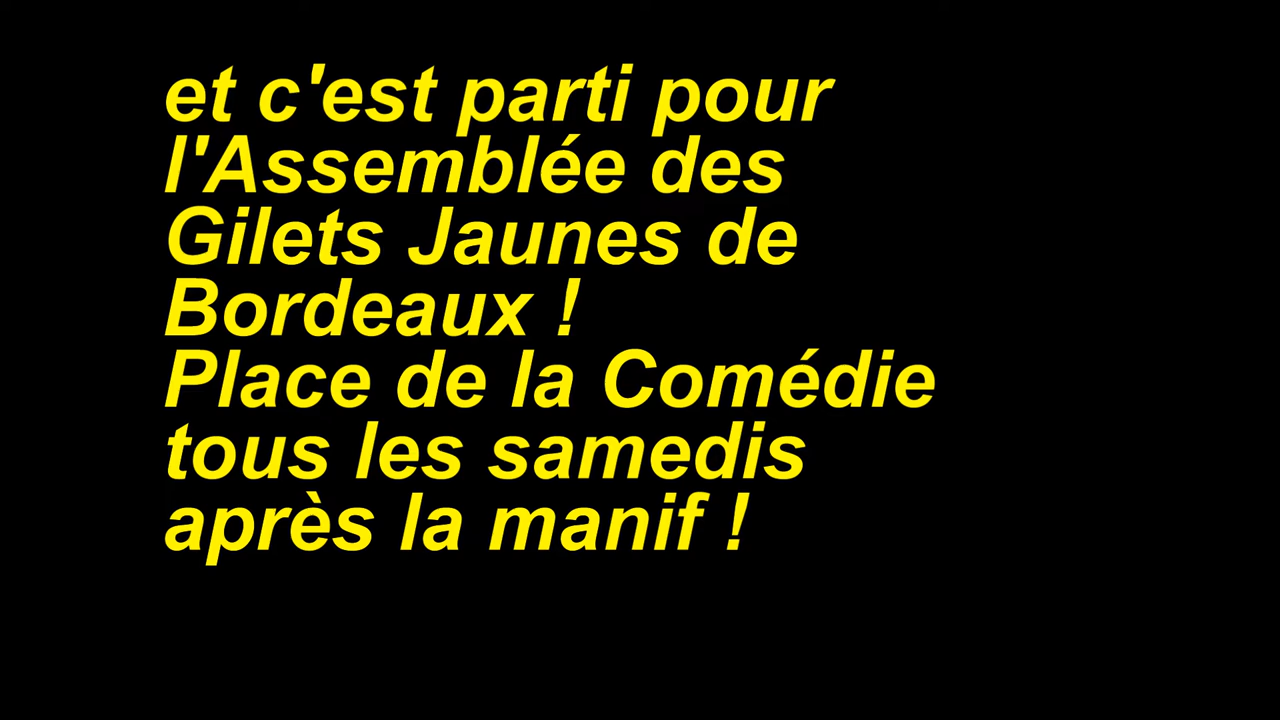 et c'est parti pour
l'Assemblée des
Gilets Jaunes de
Bordeaux !
Place de la Comédie
tous les samedis
après la manif !